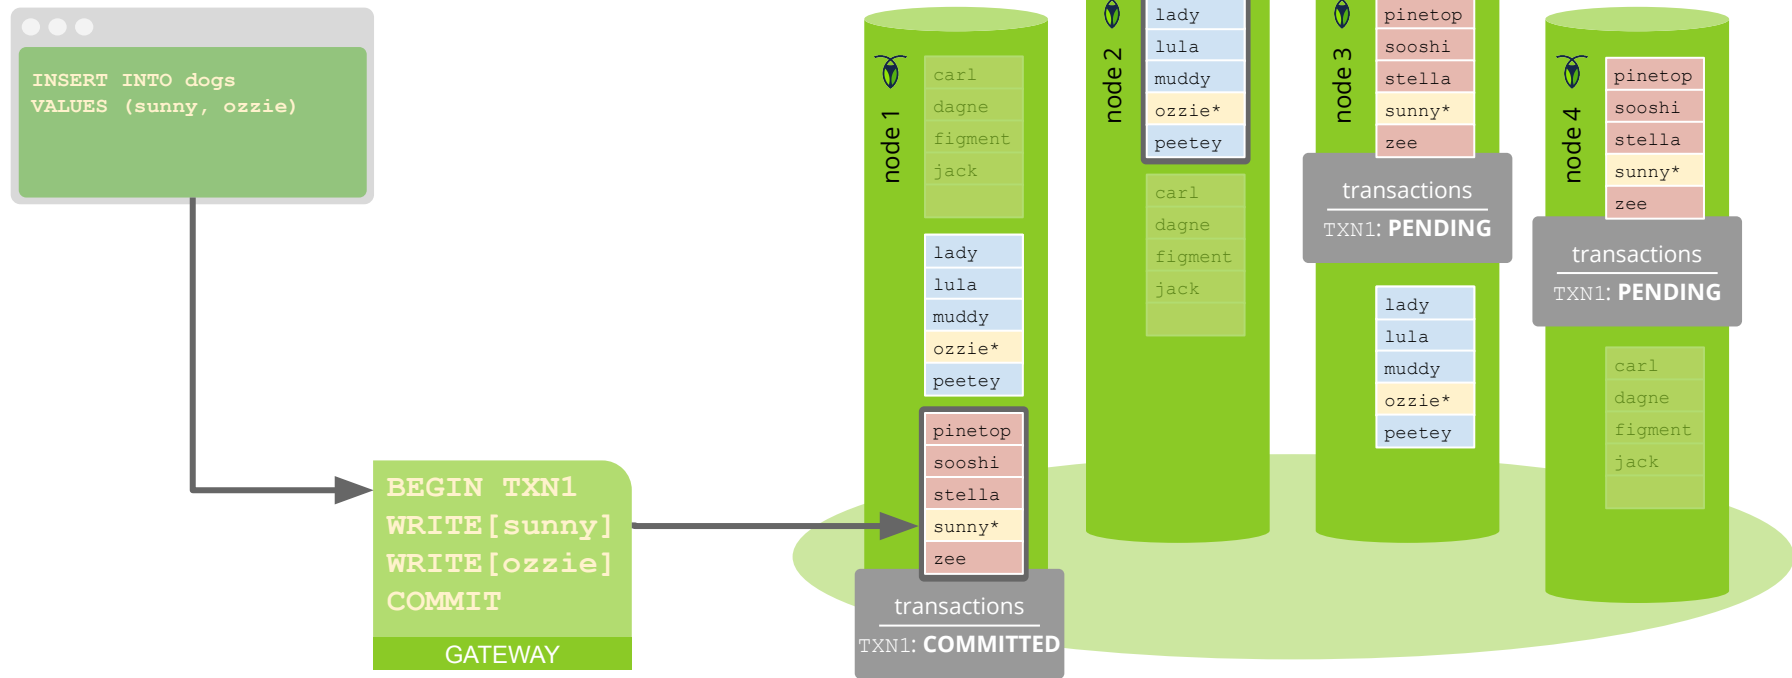 INSERT INTO dogs
VALUES (sunny, ozzie)
BEGIN TXN1
WRITE[sunny]
WRITE[ozzie]
COMMIT
GATEWAY
node 1
carl
dagne
figment
jack
lady
lula
muddy
ozzie*
peetey
pinetop
sooshi
stella
sunny*
zee
transactions
TXN1: COMMITTED
node 2
lady
lula
muddy
ozzie*
peetey
carl
dagne
figment
jack
node 3
pinetop
sooshi
stella
sunny*
zee
transactions
TXN1: PENDING
lady
lula
muddy
ozzie*
peetey
node 4
pinetop
sooshi
stella
sunny*
zee
transactions
TXN1: PENDING
carl
dagne
figment
jack